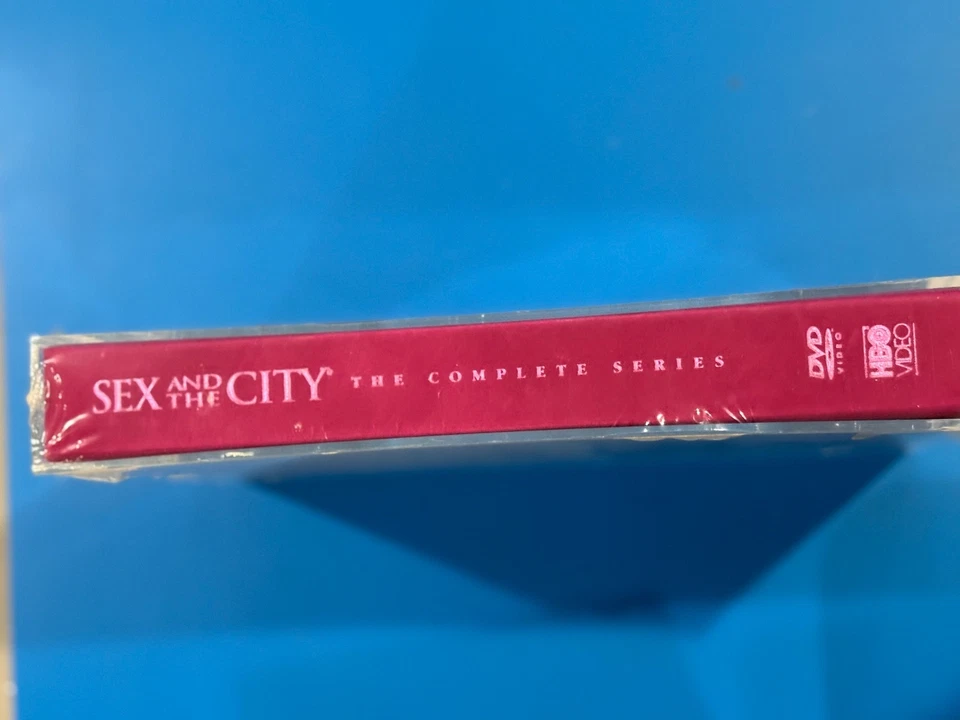 SEX AND THE CITY® THE COMPLETE SERIES DVD VIDEO HBO VIDEO